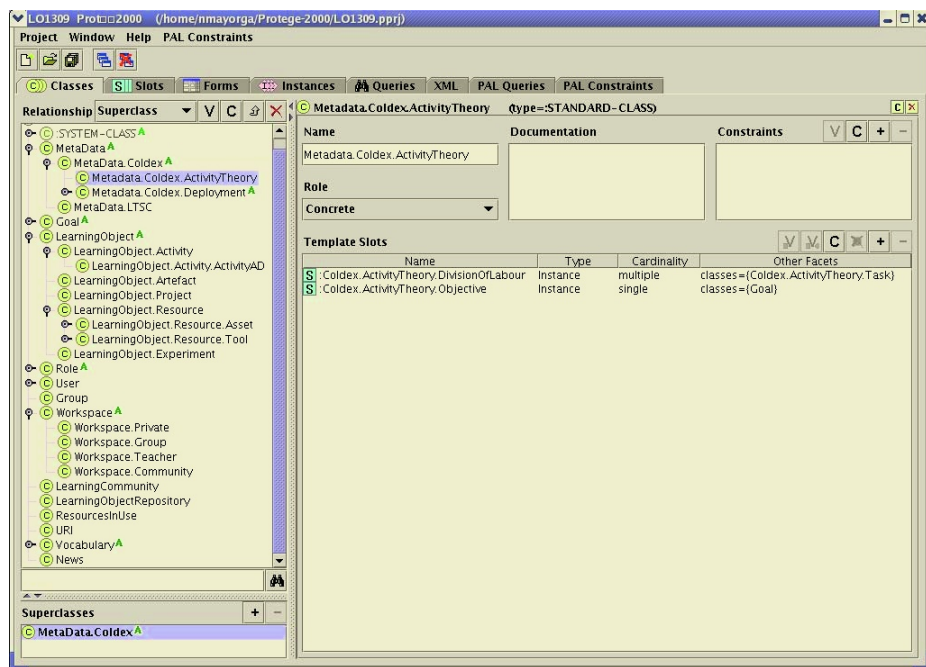 LO1309 Prot□□2000 (/home/nmayorga/Protege-2000/LO1309.pprj)
Project Window Help PAL Constraints
C Classes S Slots Forms Instances Queries XML PAL Queries PAL Constraints
Relationship Superclass V C
:SYSTEM-CLASS A
MetaData A
MetaData.Coldex A
Metadata.Coldex.ActivityTheory
Metadata.Coldex.Deployment A
MetaData.LTSC
Goal A
LearningObject A
LearningObject.Activity
LearningObject.Activity.ActivityAD
LearningObject.Artefact
LearningObject.Project
LearningObject.Resource
LearningObject.Resource.Asset
LearningObject.Resource.Tool
LearningObject.Experiment
Role A
User
Group
Workspace A
Workspace.Private
Workspace.Group
Workspace.Teacher
Workspace.Community
LearningCommunity
LearningObjectRepository
ResourcesInUse
URI
Vocabulary A
News
Superclasses + -
C MetaData.Coldex A
C Metadata.Coldex.ActivityTheory (type=:STANDARD-CLASS) C x
Name Documentation Constraints V C + -
Metadata.Coldex.ActivityTheory
Role
Concrete
Template Slots V V C + -
Name Type Cardinality Other Facets
S :Coldex.ActivityTheory.DivisionOfLabour Instance multiple classes={Coldex.ActivityTheory.Task}
S :Coldex.ActivityTheory.Objective Instance single classes={Goal}